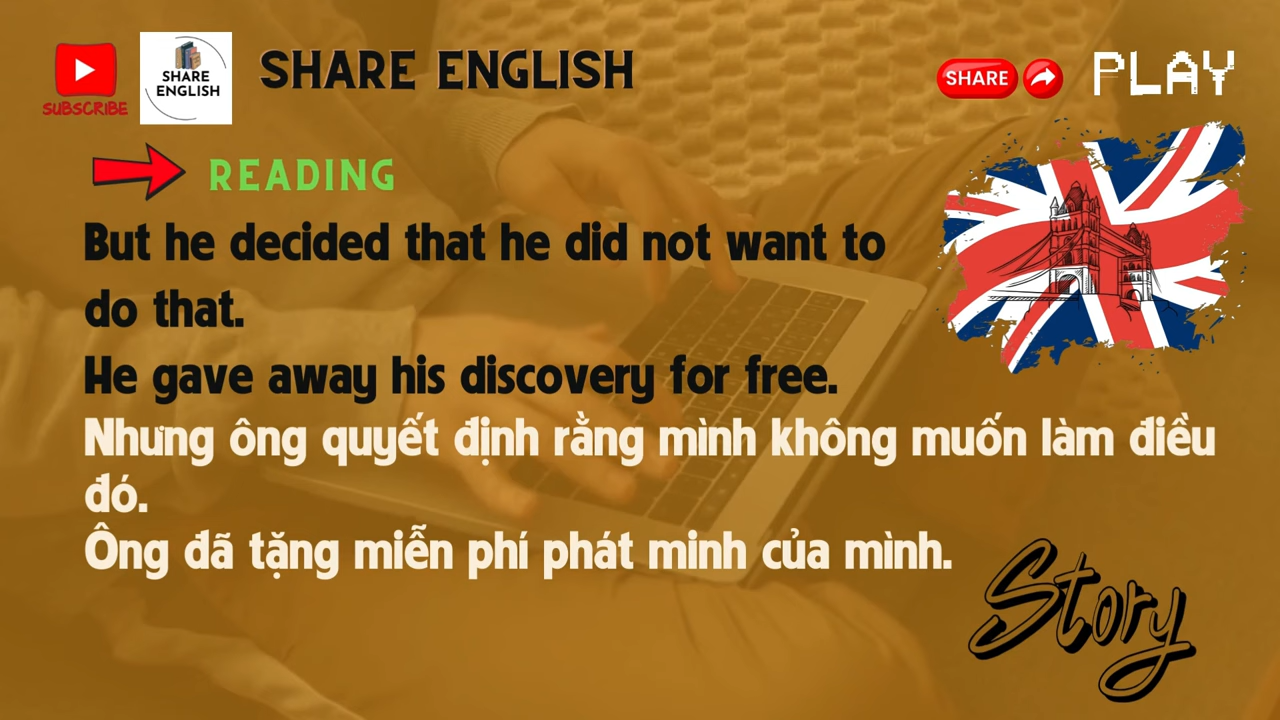 SUBSCRIBE
SHARE
ENGLISH
SHARE ENGLISH
SHARE
PLAY
READING
But he decided that he did not want to
do that.
He gave away his discovery for free.
Nhưng ông quyết định rằng mình không muốn làm điều
đó.
Ông đã tặng miễn phí phát minh của mình.
Story